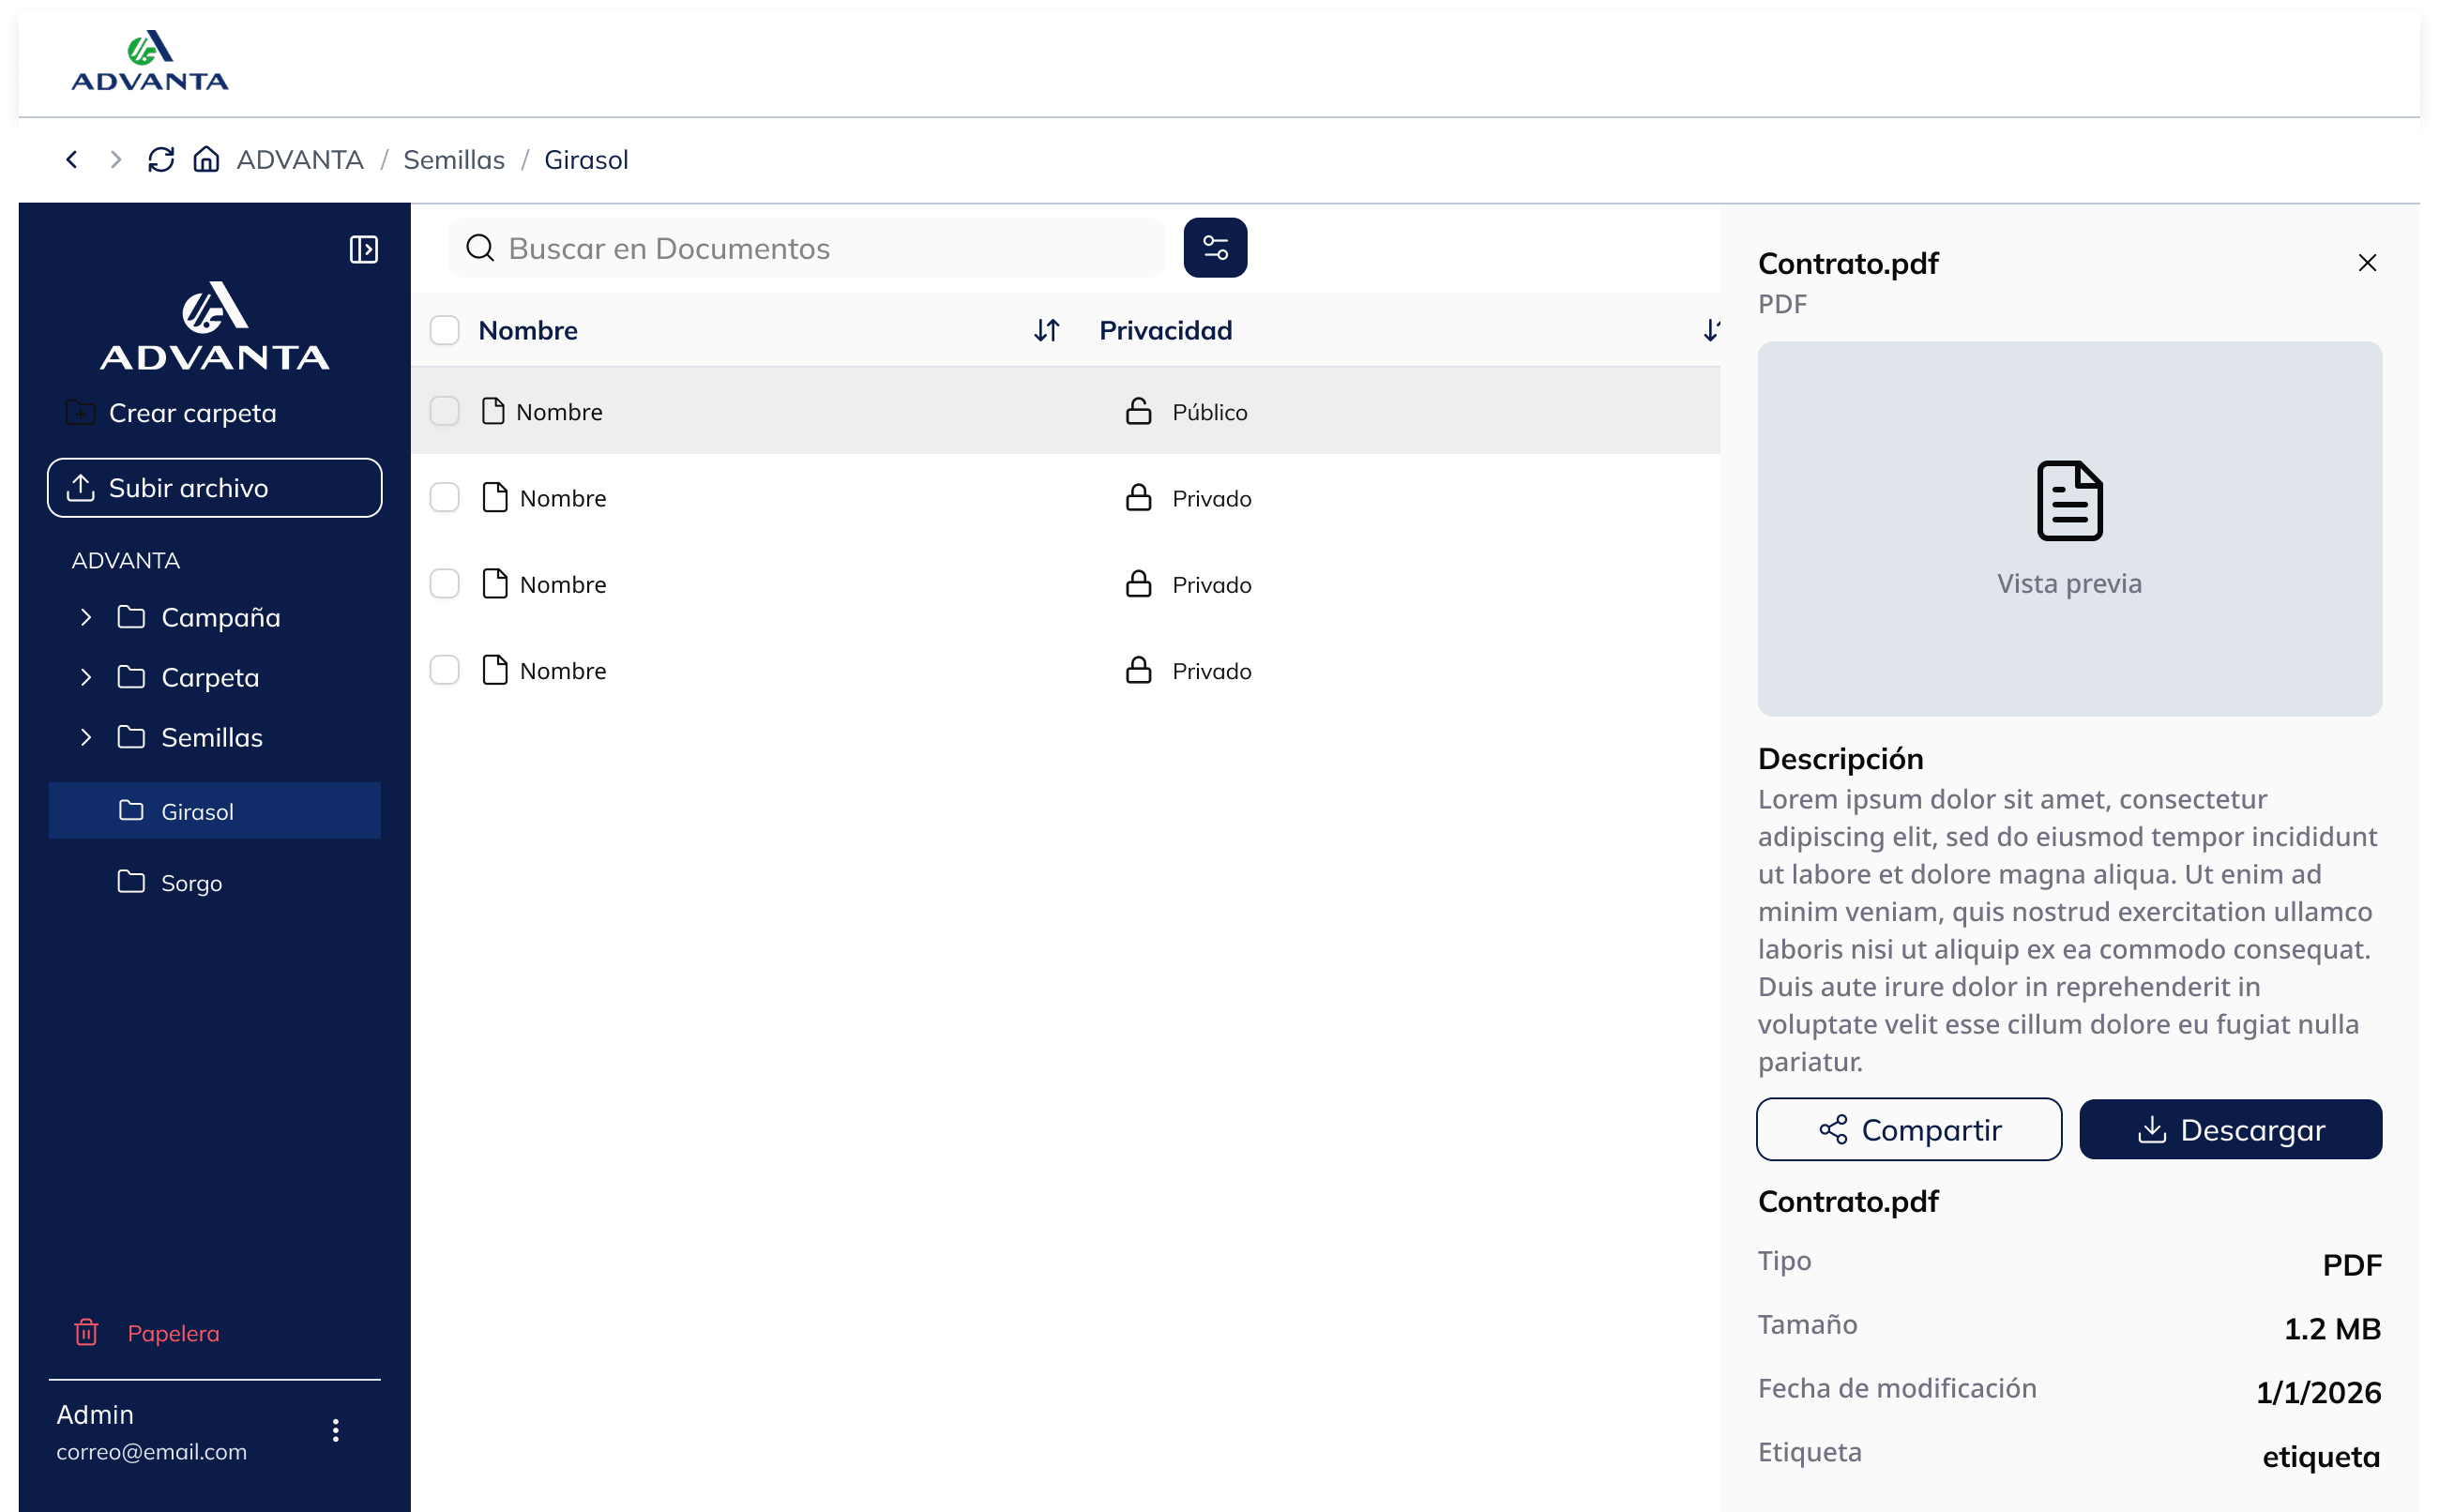 ADVANTA
ADVANTA / Semillas / Girasol
ADVANTA
Crear carpeta
Subir archivo
ADVANTA
Campaña
Carpeta
Semillas
Girasol
Sorgo
Papelera
Admin
correo@email.com
Buscar en Documentos
Nombre Privacidad
Nombre Público
Nombre Privado
Nombre Privado
Nombre Privado
Contrato.pdf
PDF
Vista previa
Descripción
Lorem ipsum dolor sit amet, consectetur
adipiscing elit, sed do eiusmod tempor incididunt
ut labore et dolore magna aliqua. Ut enim ad
minim veniam, quis nostrud exercitation ullamco
laboris nisi ut aliquip ex ea commodo consequat.
Duis aute irure dolor in reprehenderit in
voluptate velit esse cillum dolore eu fugiat nulla
pariatur.
Compartir Descargar
Contrato.pdf
Tipo PDF
Tamaño 1.2 MB
Fecha de modificación 1/1/2026
Etiqueta etiqueta